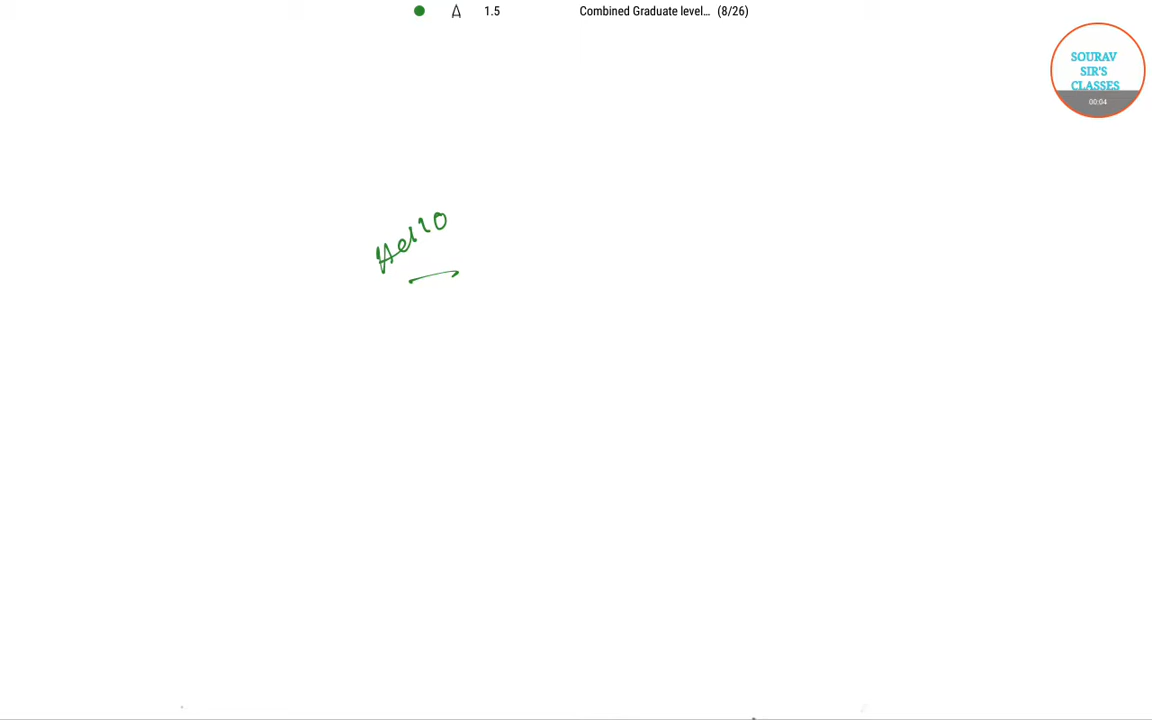 1.5 Combined Graduate level... (8/26)
SOURAV
SIR'S
CLASSES
00:04
Hello